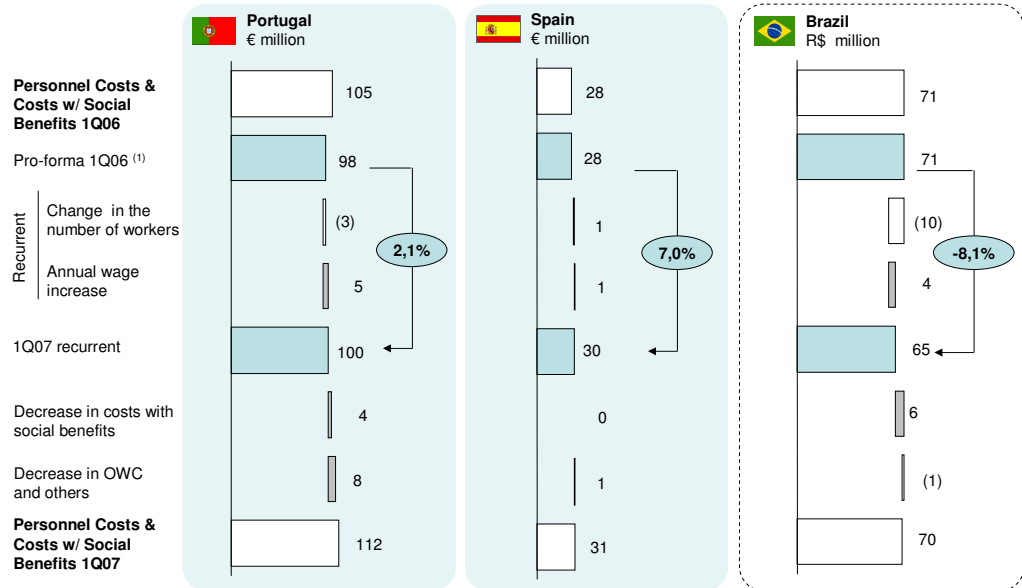 Portugal
€ million
Spain
€ million
Brazil
R$ million
Personnel Costs &
Costs w/ Social
Benefits 1Q06
105
28
71
Pro-forma 1Q06 (1)
98
28
71
Recurrent
Change in the
number of workers
(3)
1
(10)
2,1%
7,0%
-8,1%
Annual wage
increase
5
1
4
1Q07 recurrent
100
30
65
Decrease in costs with
social benefits
4
0
6
Decrease in OWC
and others
8
1
(1)
Personnel Costs &
Costs w/ Social
Benefits 1Q07
112
31
70